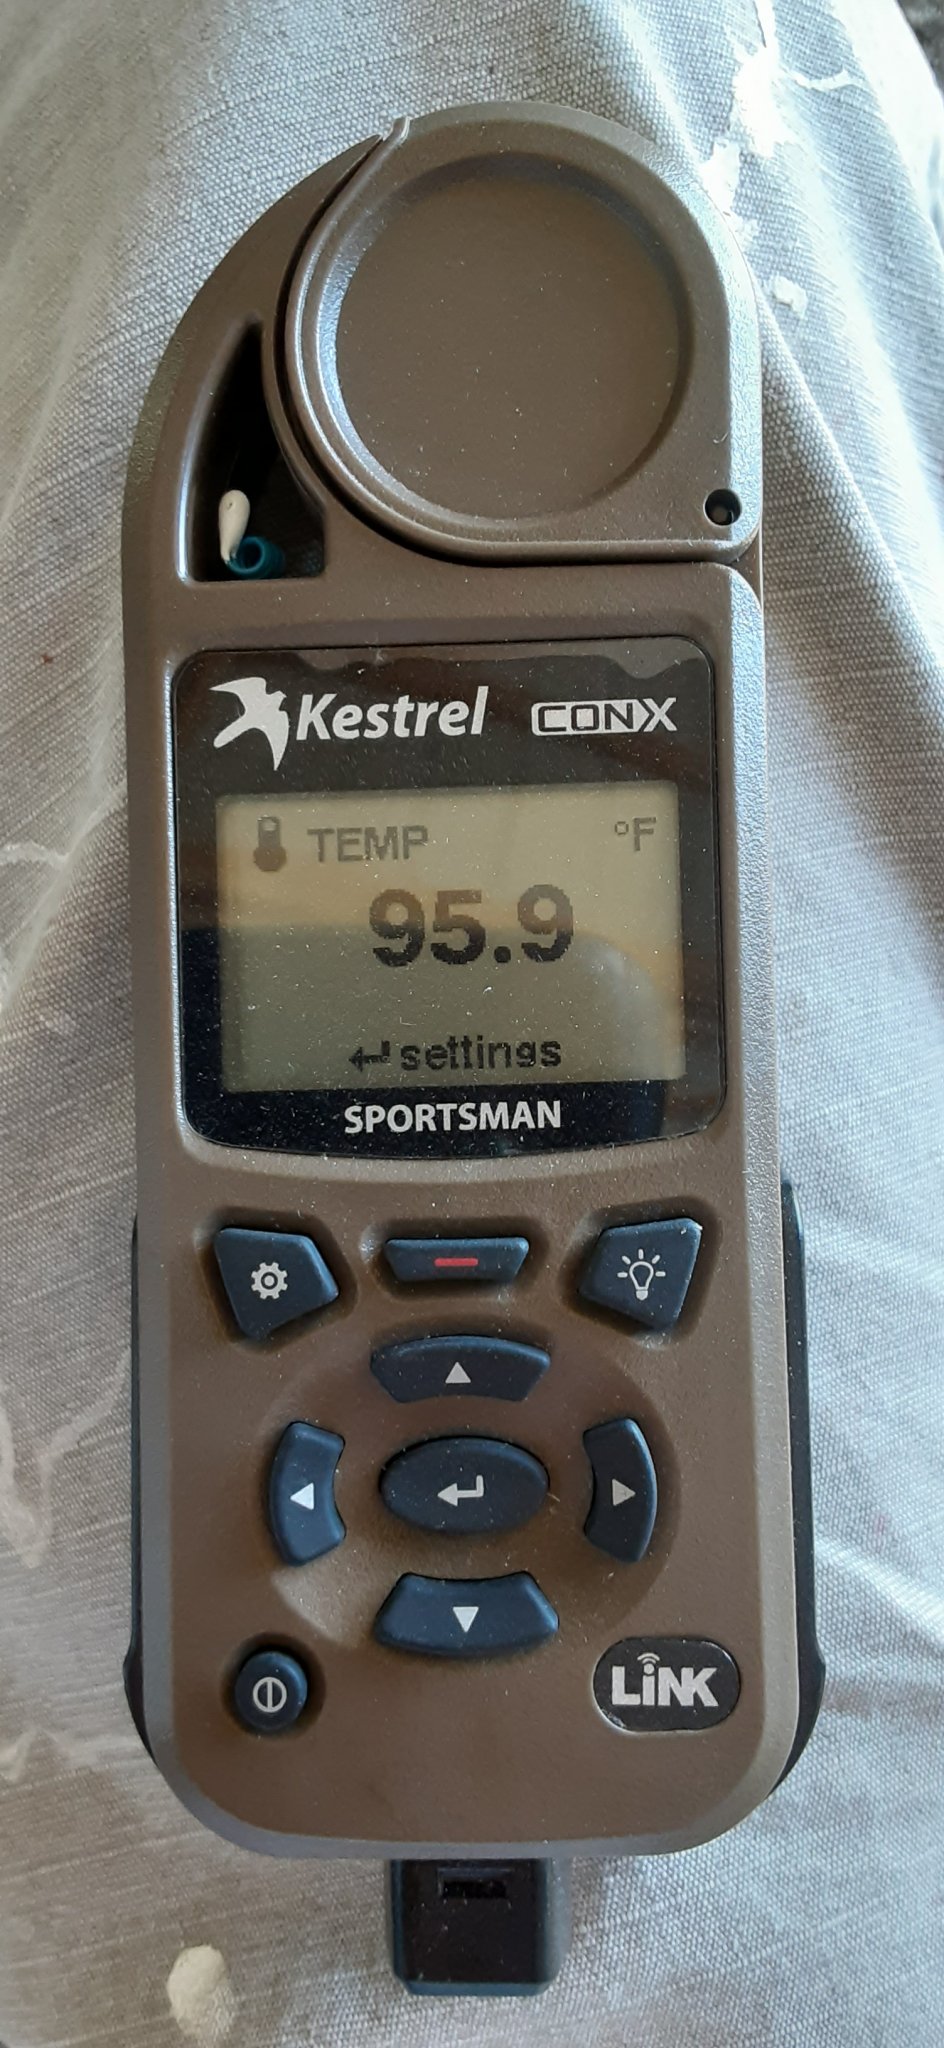 Kestrel CONX
TEMP °F
95.9
settings
SPORTSMAN
LiNK